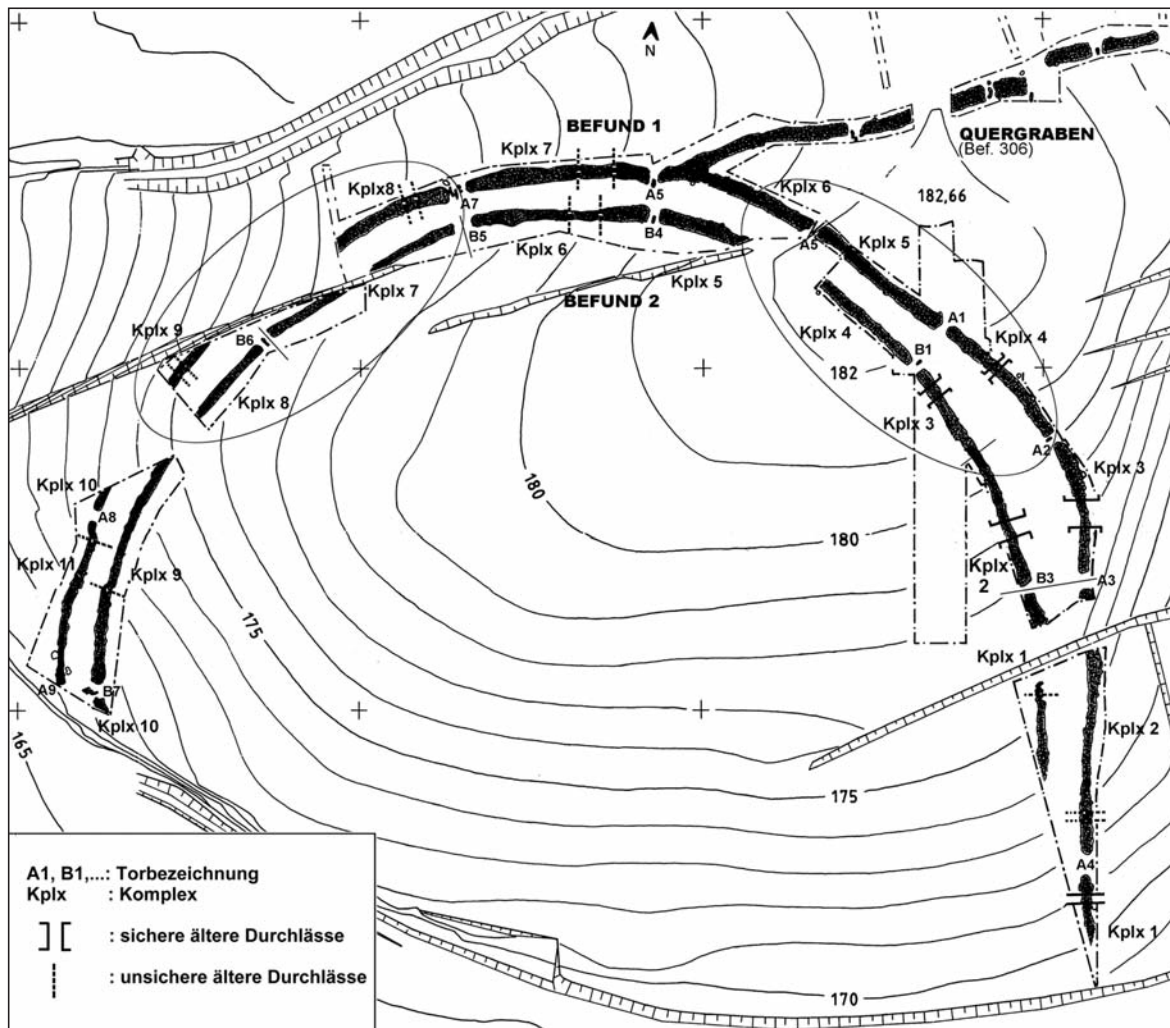 N
BEFUND 1
QUERGRABEN
(Bef. 306)
Kplx 7
Kplx8
A7
A5
Kplx 6
182,66
B5
B4
A5
Kplx 5
Kplx 6
Kplx 7
BEFUND 2
Kplx 5
Kplx 9
B6
Kplx 4
A1
Kplx 4
B1
182
Kplx 8
Kplx 3
A2
Kplx 3
180
Kplx 10
A8
180
Kplx 11
Kplx 9
Kplx
2
B3
A3
175
Kplx 1
A9
B7
Kplx 10
Kplx 2
165
175
A4
Kplx 1
170
A1, B1,...: Torbezeichnung
Kplx : Komplex
: sichere ältere Durchlässe
: unsichere ältere Durchlässe